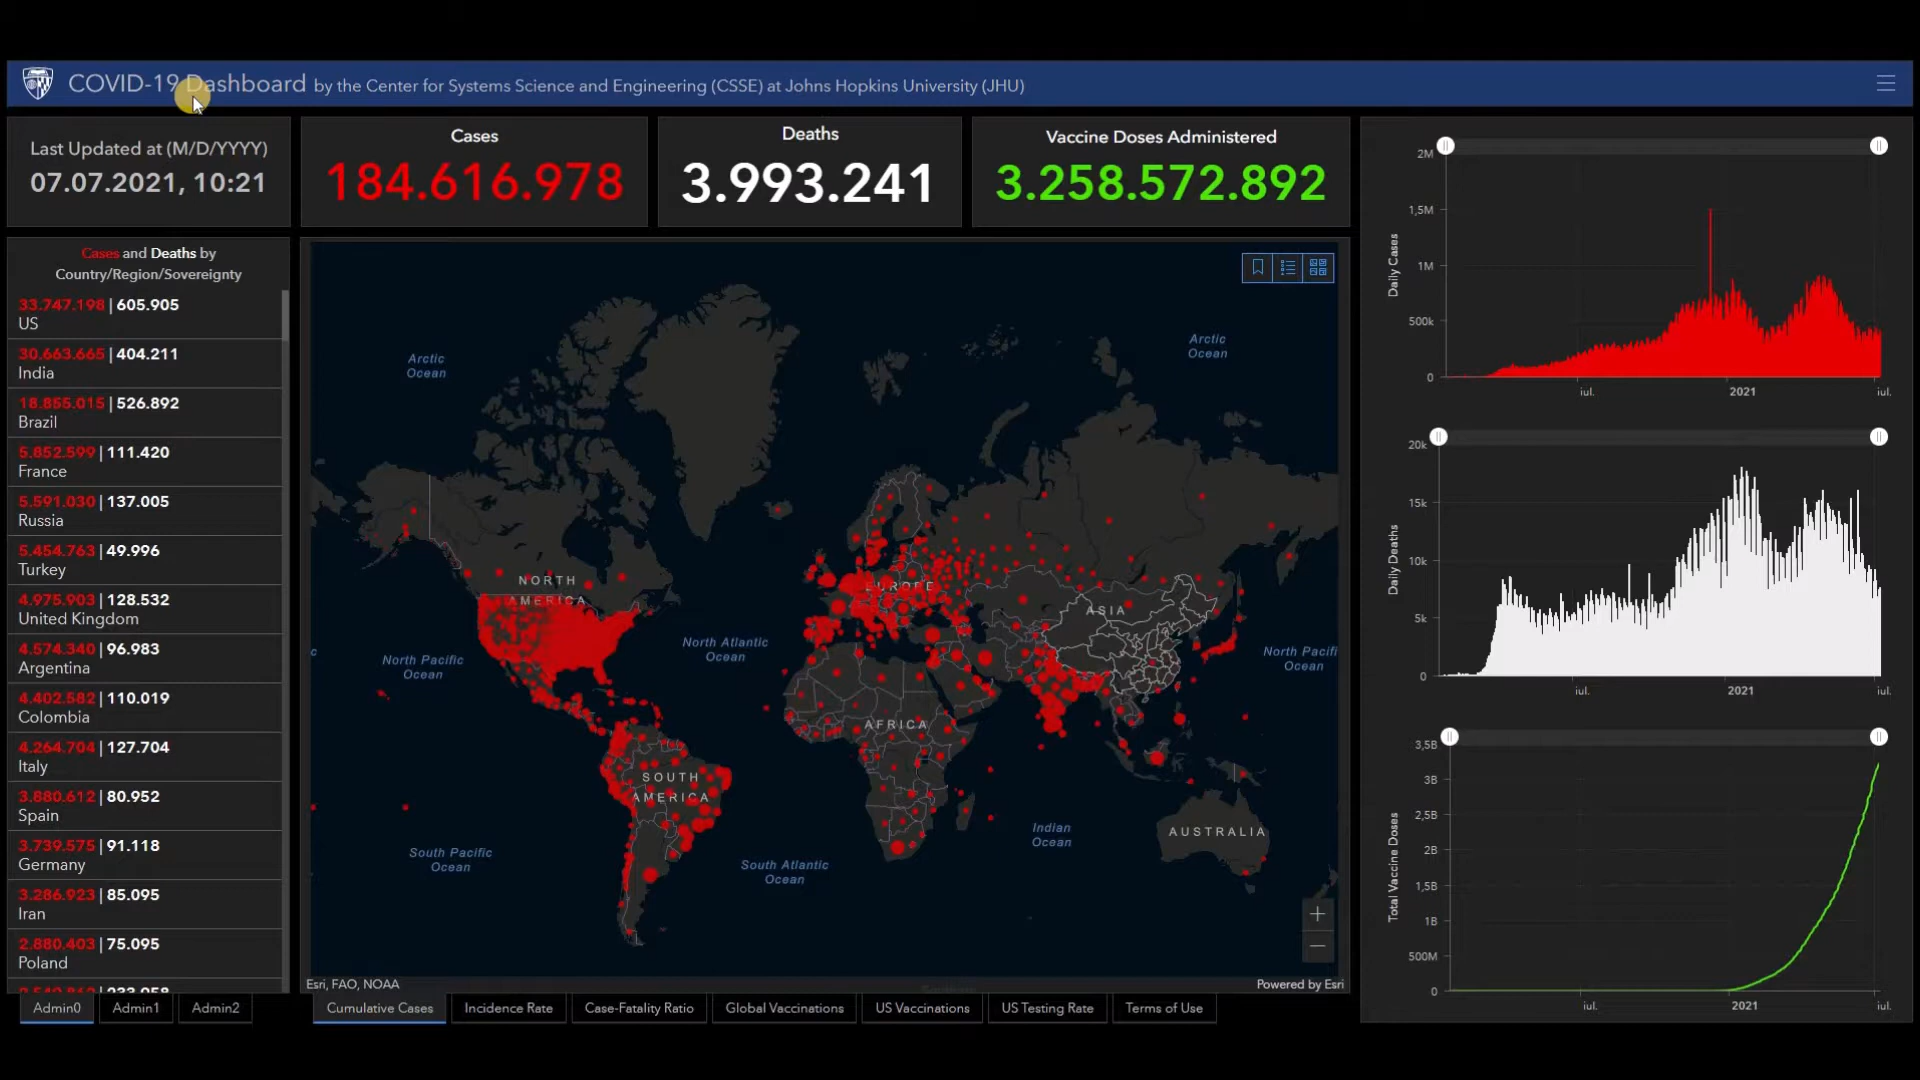 COVID-19 Dashboard by the Center for Systems Science and Engineering (CSSE) at Johns Hopkins University (JHU)
Last Updated at (M/D/YYYY)
07.07.2021, 10:21
Cases
184.616.978
Deaths
3.993.241
Vaccine Doses Administered
3.258.572.892
Cases and Deaths by
Country/Region/Sovereignty
33.747.198 | 605.905
US
30.663.665 | 404.211
India
18.855.015 | 526.892
Brazil
5.852.599 | 111.420
France
5.591.030 | 137.005
Russia
5.454.763 | 49.996
Turkey
4.975.903 | 128.532
United Kingdom
4.574.340 | 96.983
Argentina
4.402.582 | 110.019
Colombia
4.264.704 | 127.704
Italy
3.880.612 | 80.952
Spain
3.739.575 | 91.118
Germany
3.286.923 | 85.095
Iran
2.880.403 | 75.095
Poland
Admin0
Admin1
Admin2
Arctic
Ocean
Arctic
Ocean
NORTH
AMERICA
EUROPE
ASIA
North Pacific
Ocean
North Atlantic
Ocean
North Pacifi
Ocean
AFRICA
SOUTH
AMERICA
AUSTRALIA
Indian
Ocean
South Pacific
Ocean
South Atlantic
Ocean
Esri, FAO, NOAA
Powered by Esri
Cumulative Cases
Incidence Rate
Case-Fatality Ratio
Global Vaccinations
US Vaccinations
US Testing Rate
Terms of Use
Daily Cases
2M
1,5M
1M
500k
0
iul.
2021
iul.
Daily Deaths
20k
15k
10k
5k
0
iul.
2021
iul.
Total Vaccine Doses
3,5B
3B
2,5B
2B
1,5B
1B
500M
0
iul.
2021
iul.